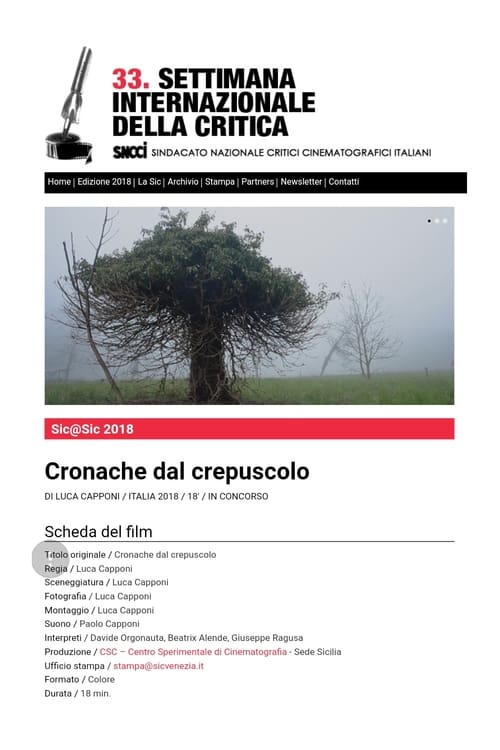 33. SETTIMANA
INTERNAZIONALE
DELLA CRITICA
SNCCI SINDACATO NAZIONALE CRITICI CINEMATOGRAFICI ITALIANI
Home | Edizione 2018 | La Sic | Archivio | Stampa | Partners | Newsletter | Contatti
Sic@Sic 2018
Cronache dal crepuscolo
DI LUCA CAPPONI / ITALIA 2018 / 18' / IN CONCORSO
Scheda del film
Titolo originale / Cronache dal crepuscolo
Regia / Luca Capponi
Sceneggiatura / Luca Capponi
Fotografia / Luca Capponi
Montaggio / Luca Capponi
Suono / Paolo Capponi
Interpreti / Davide Orgonauta, Beatrix Alende, Giuseppe Ragusa
Produzione / CSC – Centro Sperimentale di Cinematografia - Sede Sicilia
Ufficio stampa / stampa@sicvenezia.it
Formato / Colore
Durata / 18 min.